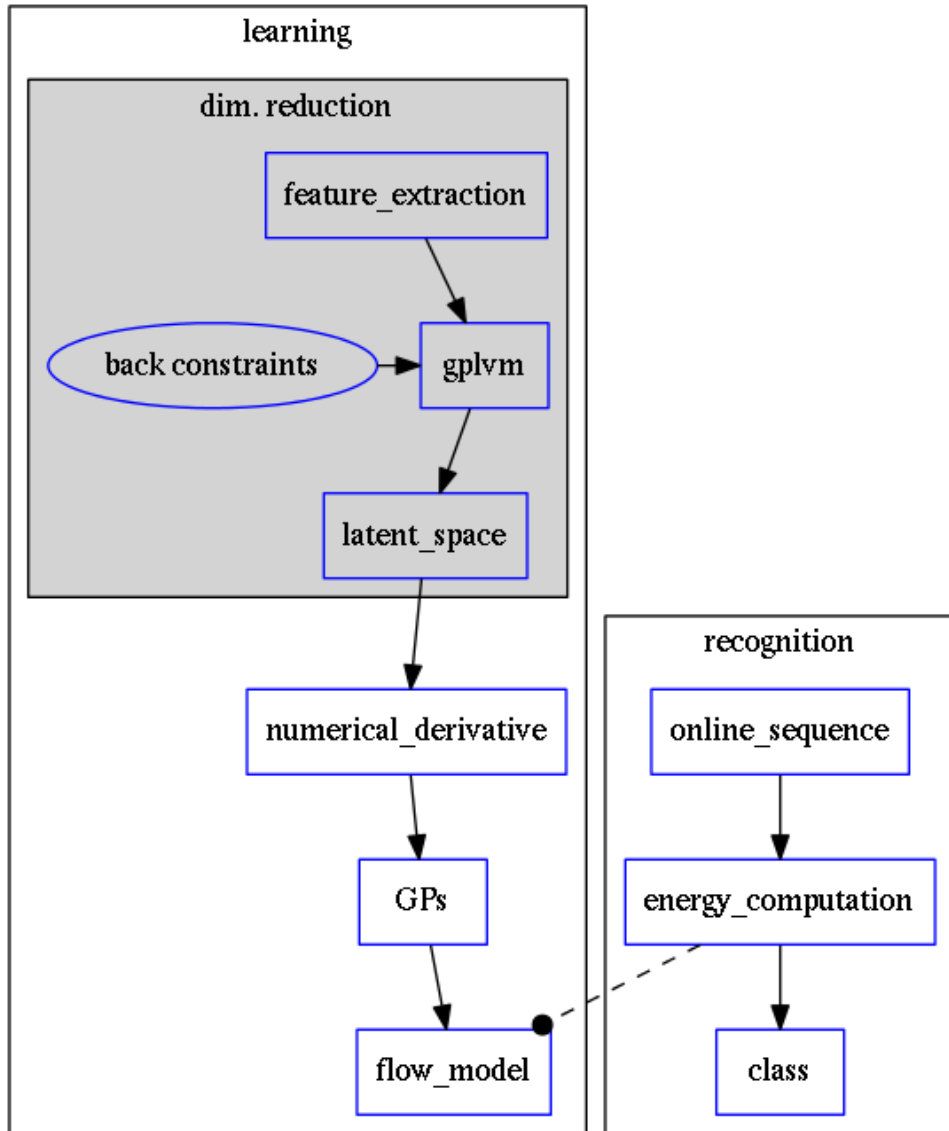 learning
dim. reduction
feature_extraction
back constraints
gplvm
latent_space
numerical_derivative
GPs
flow_model
recognition
online_sequence
energy_computation
class